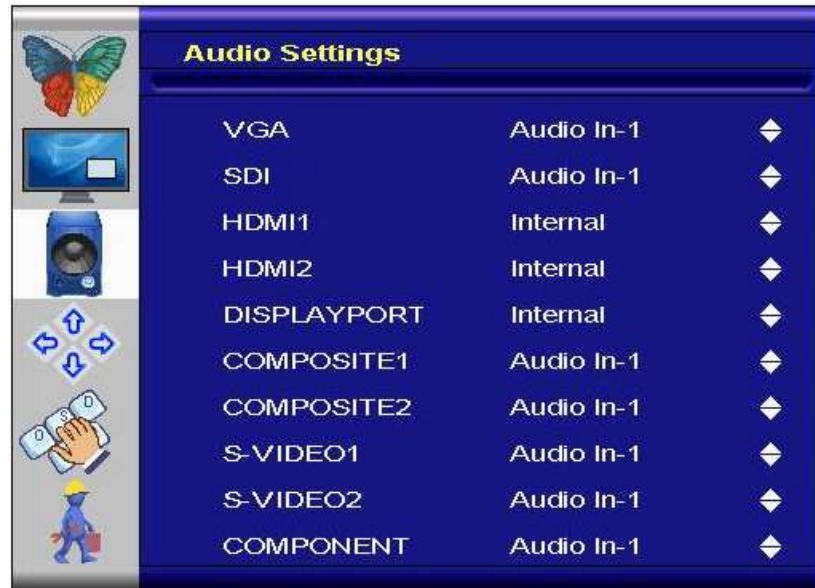 Audio Settings
VGA Audio In-1
SDI Audio In-1
HDMI1 Internal
HDMI2 Internal
DISPLAYPORT Internal
COMPOSITE1 Audio In-1
COMPOSITE2 Audio In-1
S-VIDEO1 Audio In-1
S-VIDEO2 Audio In-1
COMPONENT Audio In-1
O S D